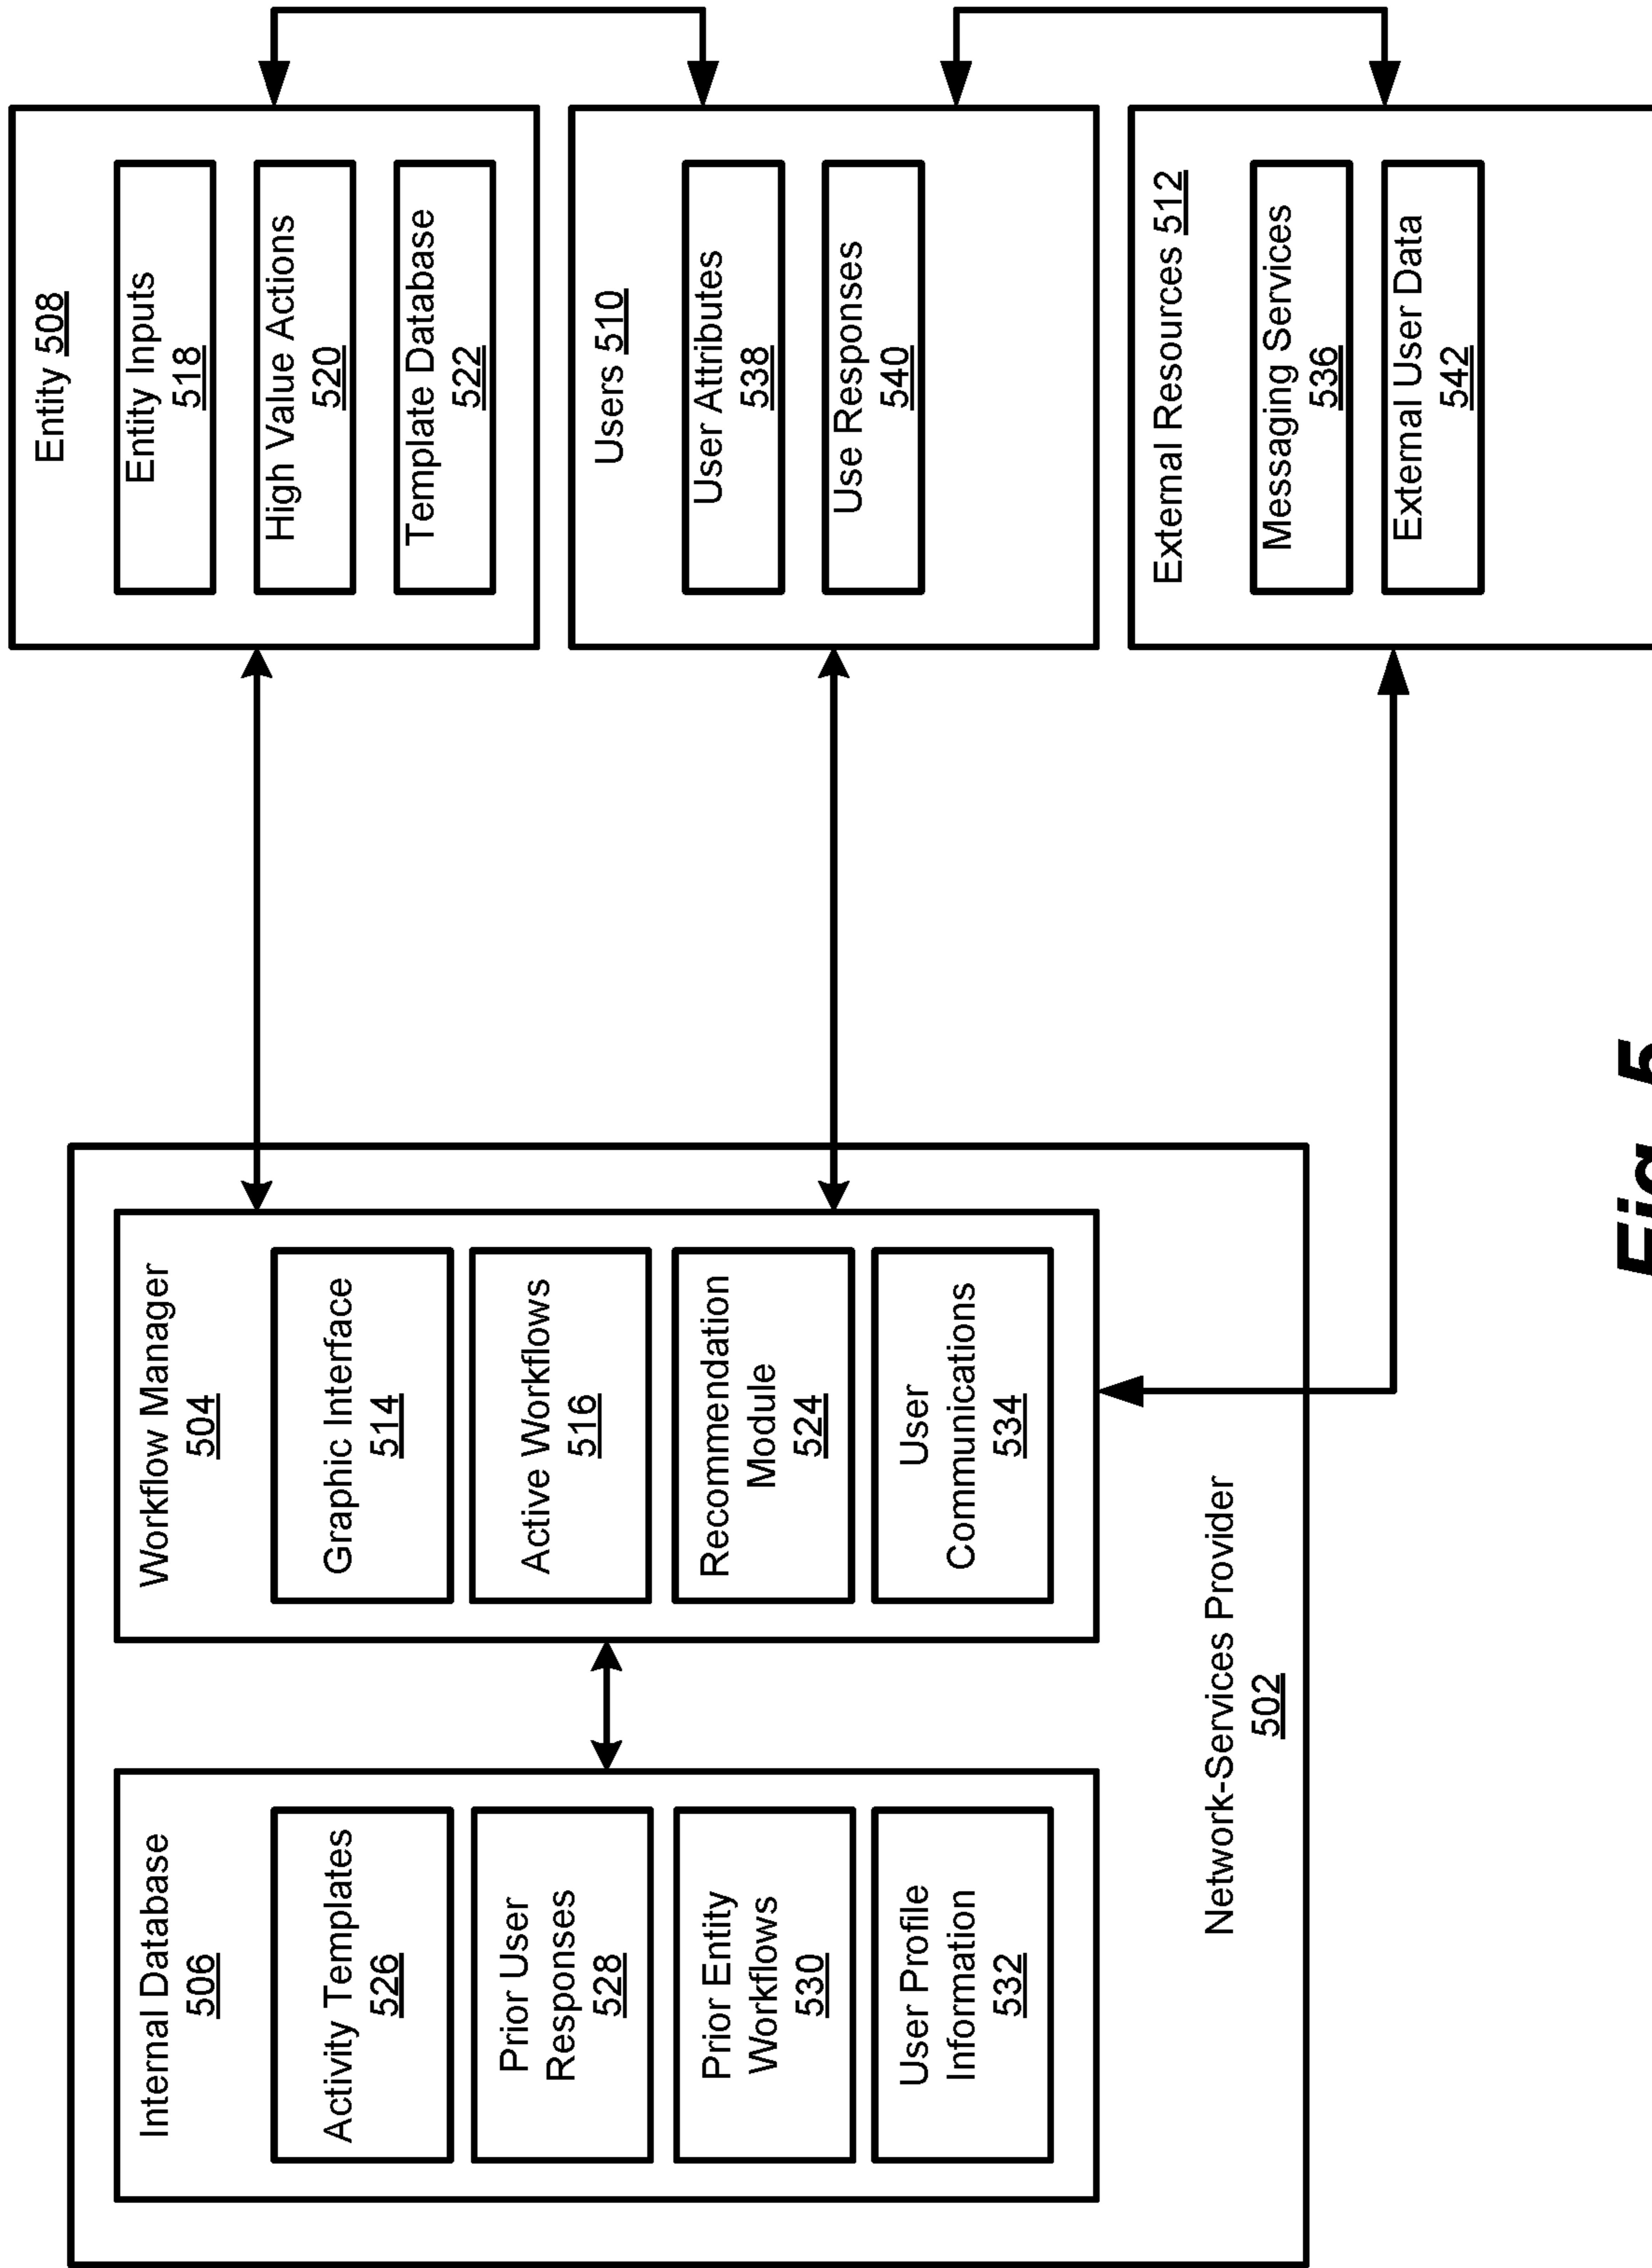 Internal Database
506
Activity Templates
526
Prior User
Responses
528
Prior Entity
Workflows
530
User Profile
Information
532
Workflow Manager
504
Graphic Interface
514
Active Workflows
516
Recommendation
Module
524
User
Communications
534
Network-Services Provider
502
Entity 508
Entity Inputs
518
High Value Actions
520
Template Database
522
Users 510
User Attributes
538
Use Responses
540
External Resources 512
Messaging Services
536
External User Data
542
Fig. 5